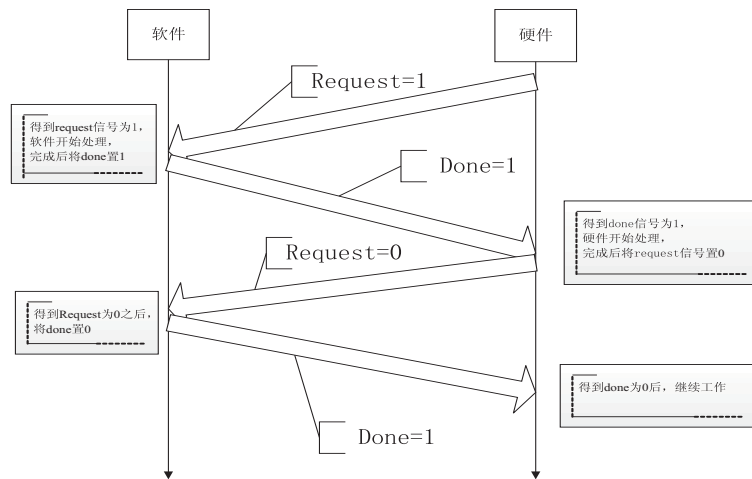 软件
硬件
Request=1
得到request信号为1，
软件开始处理，
完成后将done置1
Done=1
得到done信号为1，
硬件开始处理，
完成后将request信号置0
Request=0
得到Request为0之后，
将done置0
得到done为0后，继续工作
Done=1